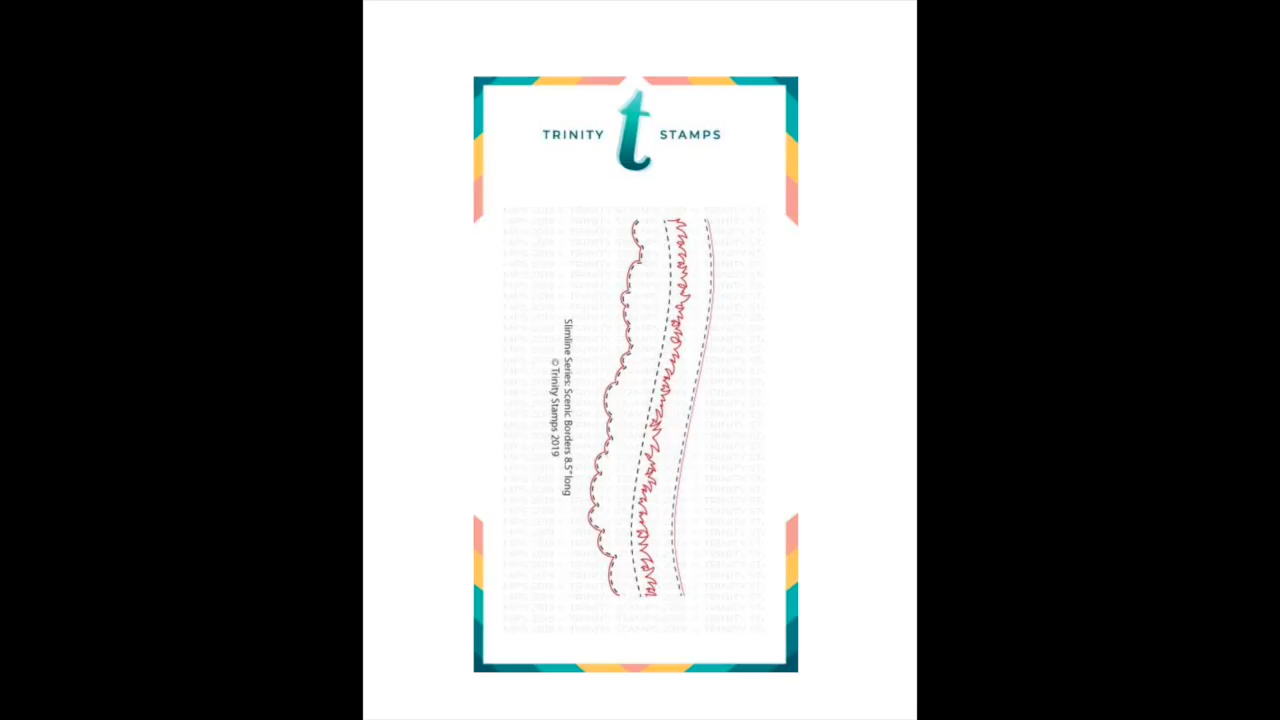 TRINITY t STAMPS
Slimline Series: Scenic Borders 8.5" long
© Trinity Stamps 2019